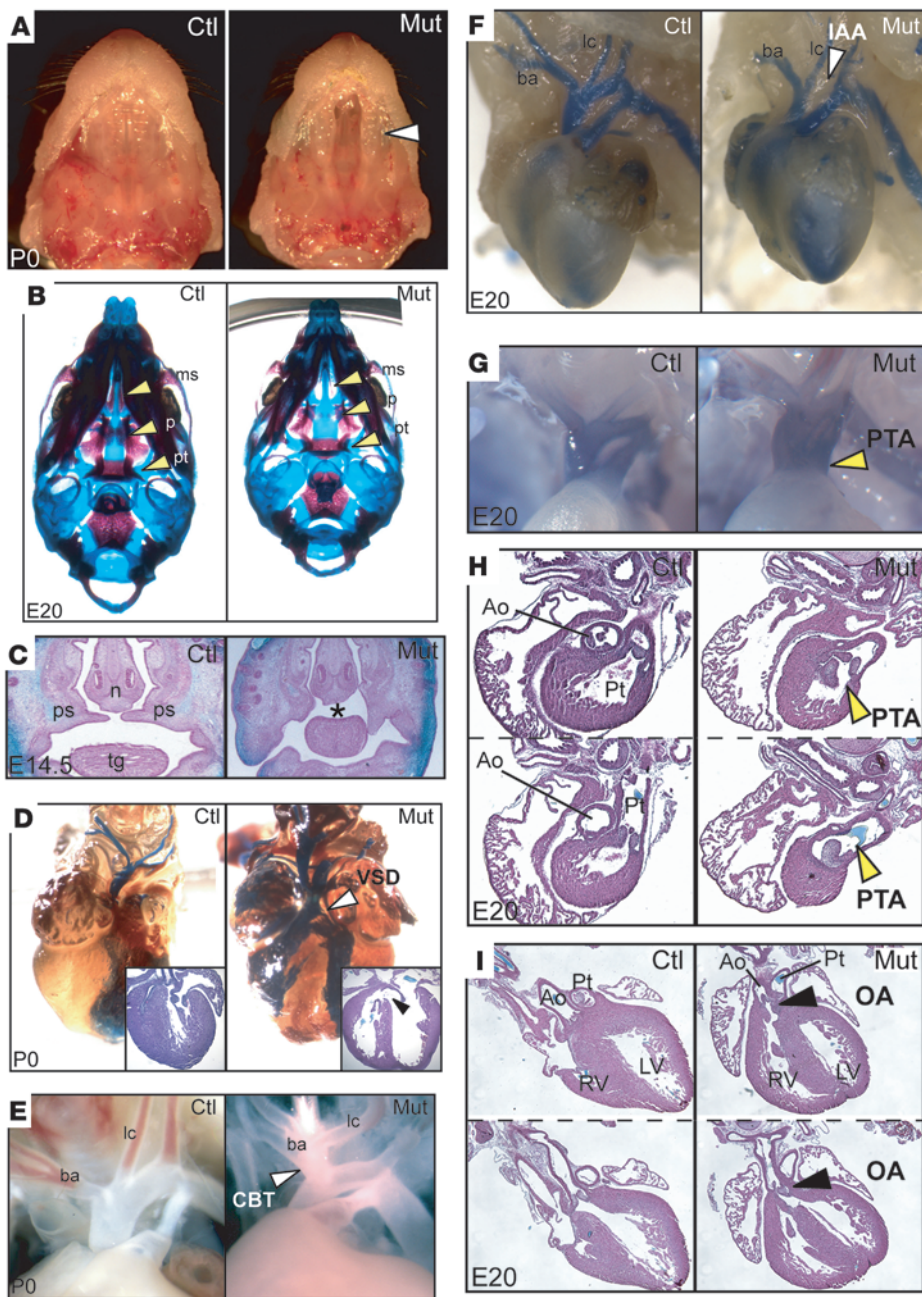 A Ctl Mut
P0
B Ctl Mut
ms ms
p p
pt pt
E20
C Ctl Mut
n
ps ps *
tg
E14.5
D Ctl Mut
VSD
P0
E Ctl Mut
lc lc
ba ba
CBT
P0
F Ctl Mut
IAA
lc lc
ba ba
E20
G Ctl Mut
PTA
E20
H Ctl Mut
Ao
Pt
PTA
Ao
Pt
PTA
E20
I Ctl Mut
Ao Pt Ao Pt OA
RV LV RV LV
OA
E20